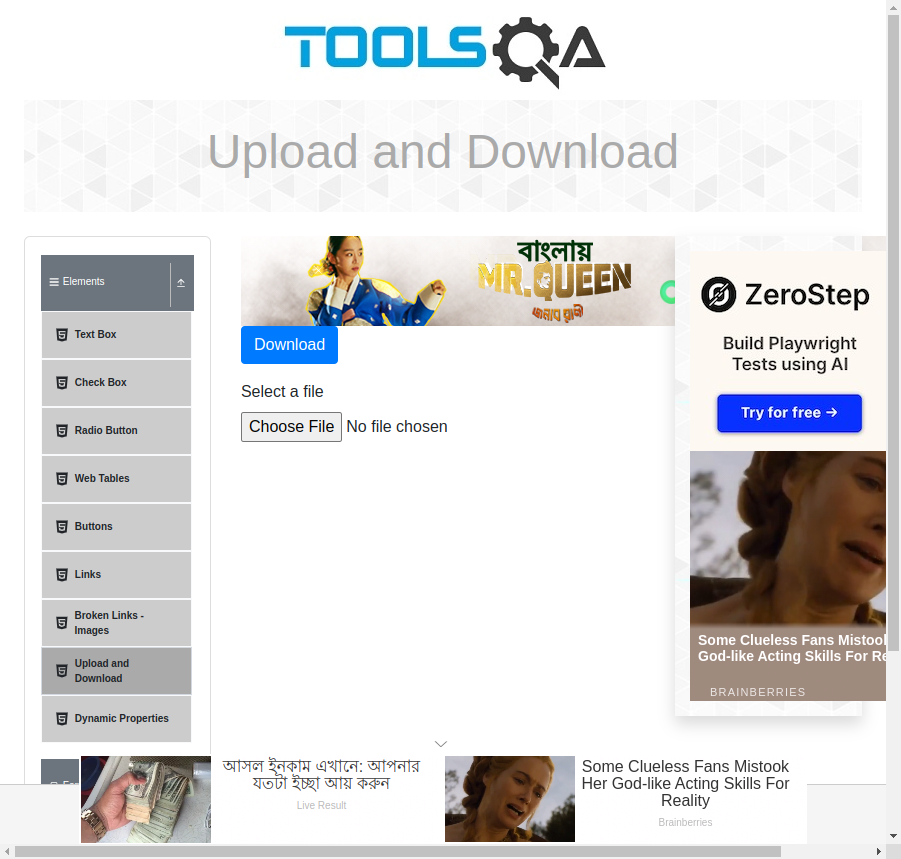 TOOLSQA
Upload and Download
Elements
Text Box
Check Box
Radio Button
Web Tables
Buttons
Links
Broken Links -
Images
Upload and
Download
Dynamic Properties
বাংলায়
MR. QUEEN
Download
Select a file
Choose File No file chosen
ZeroStep
Build Playwright
Tests using AI
Try for free →
Some Clueless Fans Mistook
God-like Acting Skills For Re
BRAINBERRIES
আসল ইনকাম এখানে: আপনার
যতটা ইচ্ছা আয় করুন
Live Result
Some Clueless Fans Mistook
Her God-like Acting Skills For
Reality
Brainberries